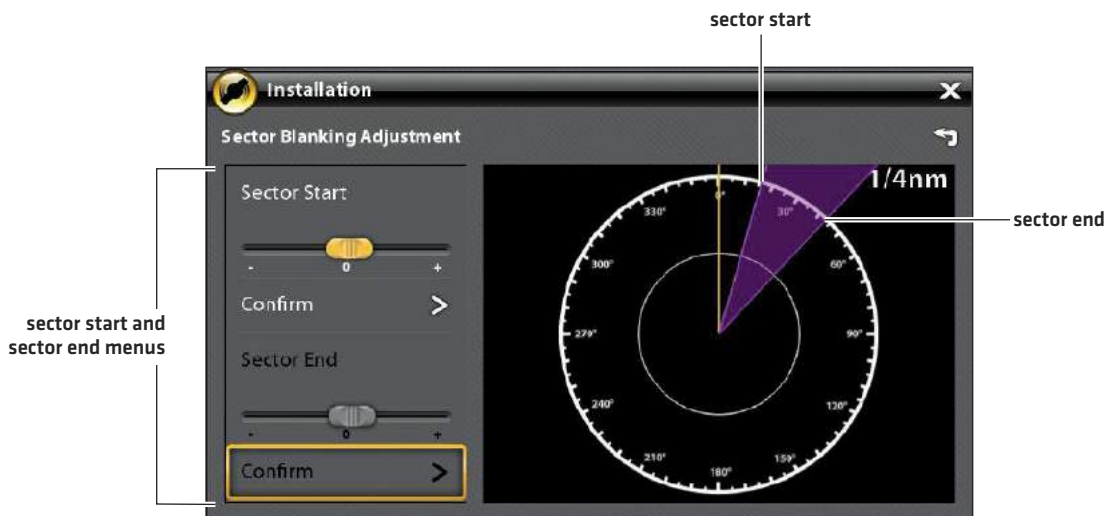 sector start
Installation
X
Sector Blanking Adjustment
Sector Start
- 0 +
Confirm >
Sector End
- 0 +
Confirm >
1/4nm
0°
30°
60°
90°
120°
150°
180°
210°
240°
270°
300°
330°
sector end
sector start and
sector end menus